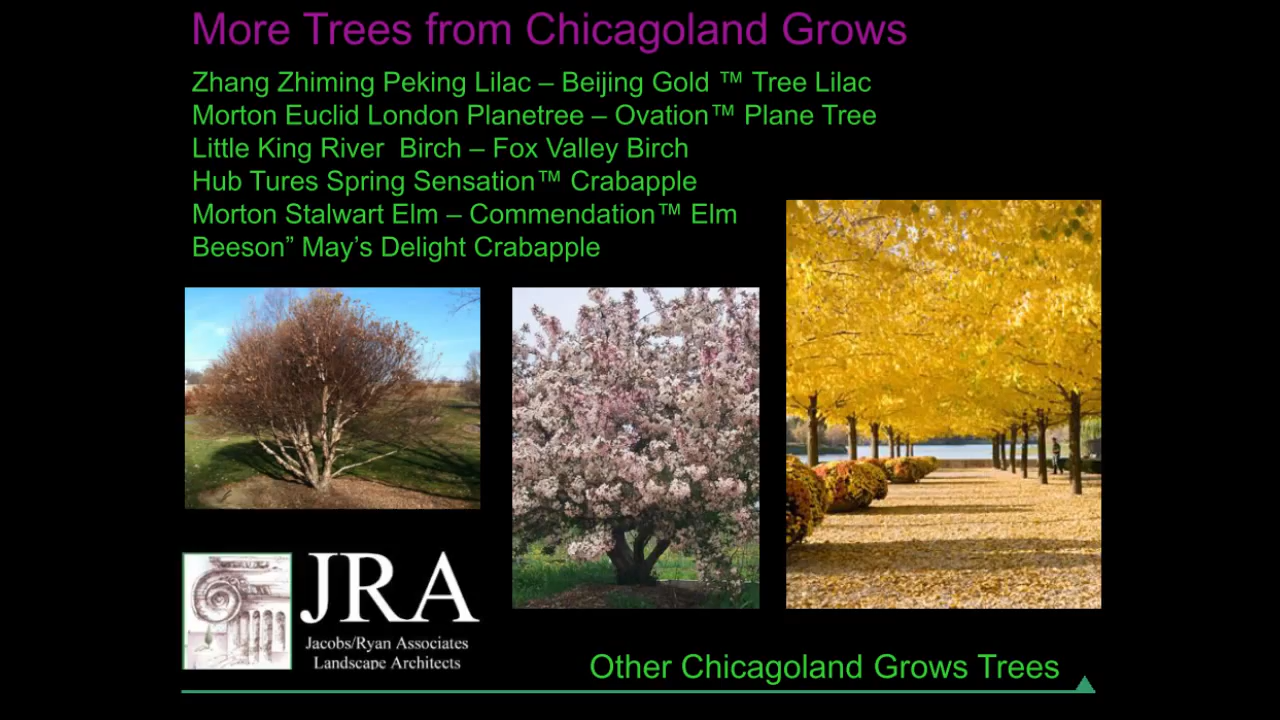 More Trees from Chicagoland Grows
Zhang Zhiming Peking Lilac – Beijing Gold ™ Tree Lilac
Morton Euclid London Planetree – Ovation™ Plane Tree
Little King River  Birch – Fox Valley Birch
Hub Tures Spring Sensation™ Crabapple
Morton Stalwart Elm – Commendation™ Elm
Beeson” May’s Delight Crabapple
JRA
Jacobs/Ryan Associates
Landscape Architects
Other Chicagoland Grows Trees